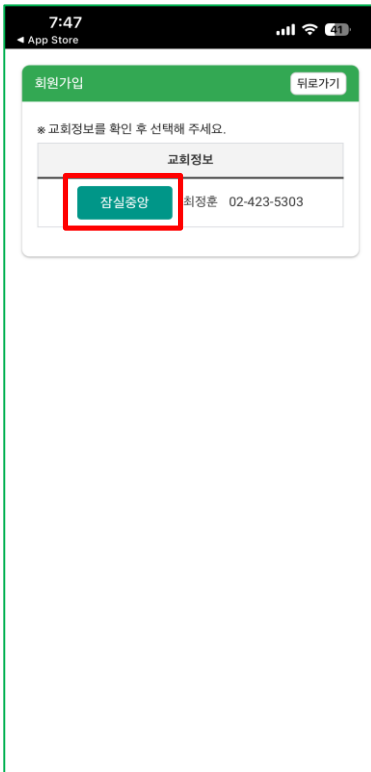 7:47
41
◀ App Store
회원가입
뒤로가기
※ 교회정보를 확인 후 선택해 주세요.
교회정보
잠실중앙 최정훈 02-423-5303